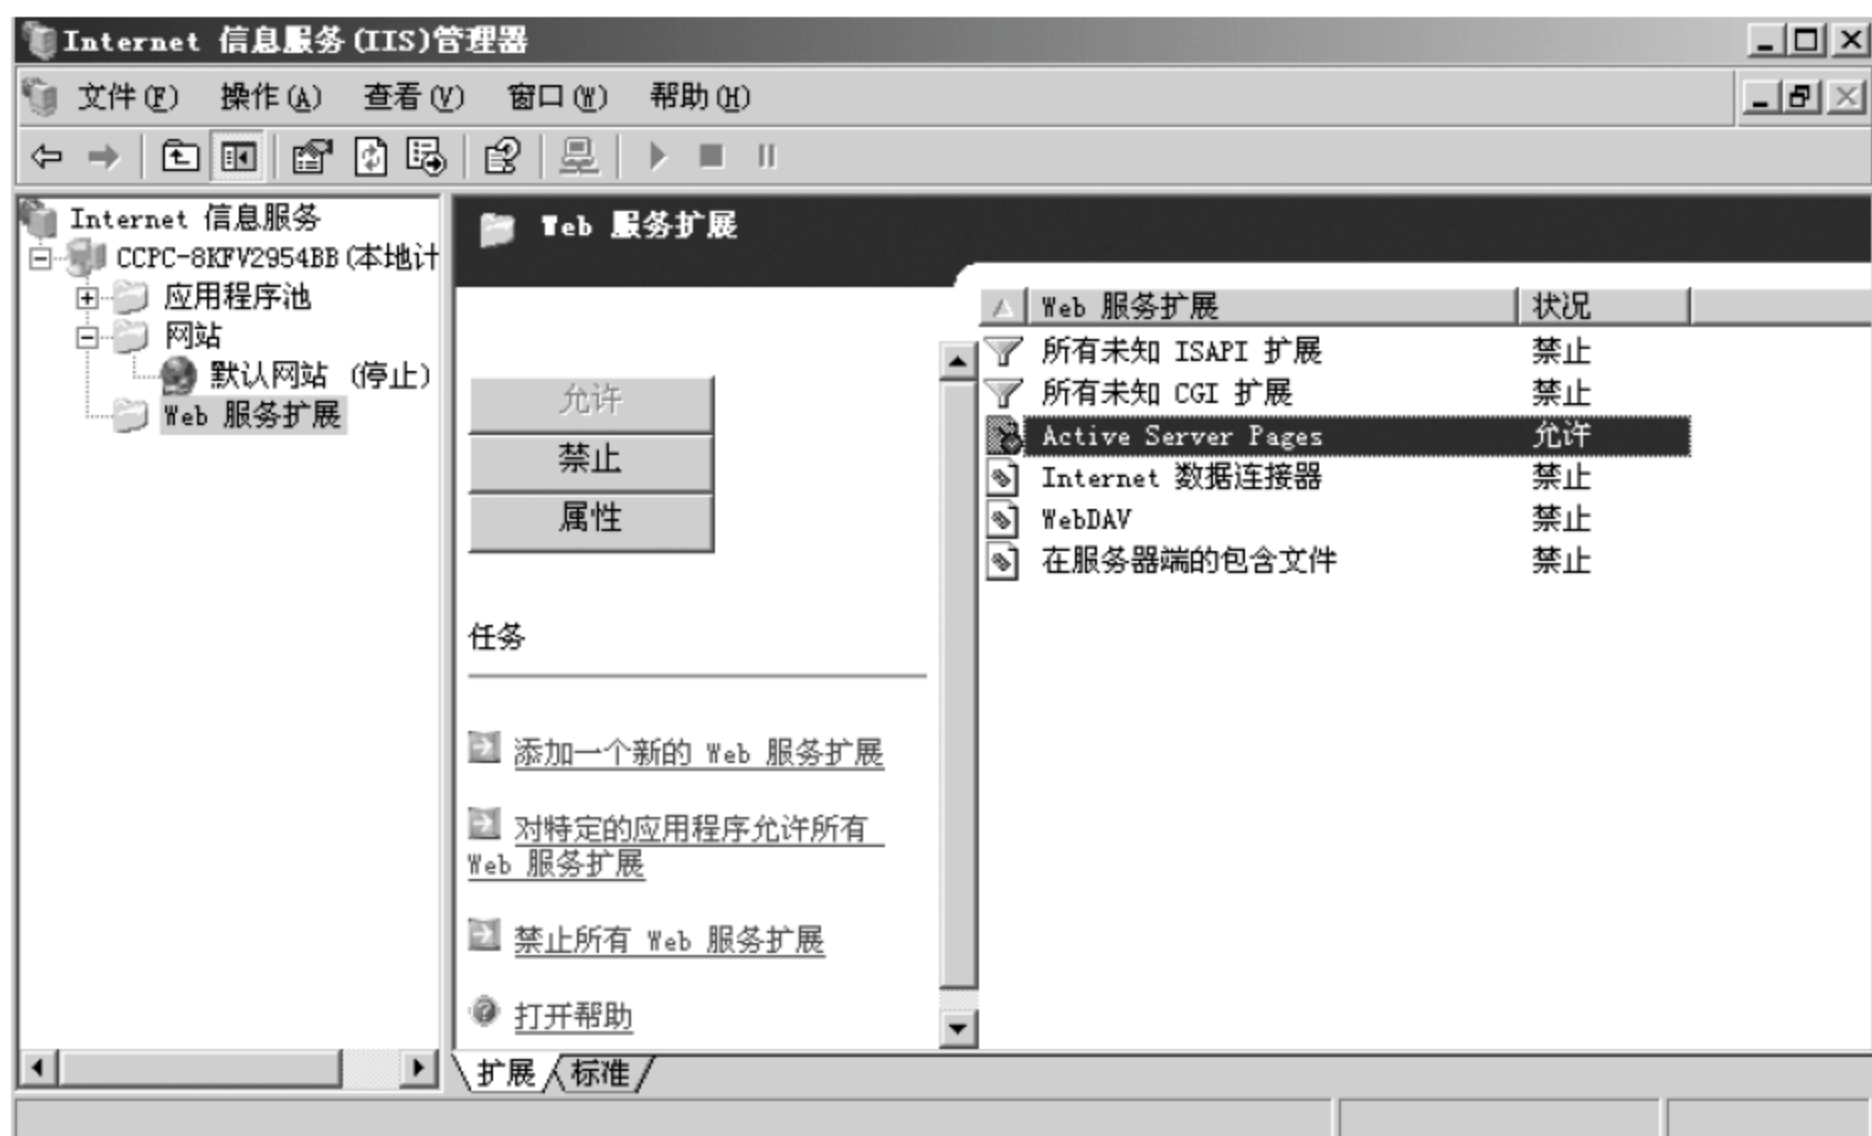 Internet 信息服务(IIS)管理器
文件(F) 操作(A) 查看(V) 窗口(W) 帮助(H)
Internet 信息服务
CCPC-8KFV2954BB(本地计
应用程序池
网站
默认网站 (停止)
Web 服务扩展
Web 服务扩展
允许
禁止
属性
任务
添加一个新的 Web 服务扩展
对特定的应用程序允许所有
Web 服务扩展
禁止所有 Web 服务扩展
打开帮助
Web 服务扩展 状况
所有未知 ISAPI 扩展 禁止
所有未知 CGI 扩展 禁止
Active Server Pages 允许
Internet 数据连接器 禁止
WebDAV 禁止
在服务器端的包含文件 禁止
扩展 标准